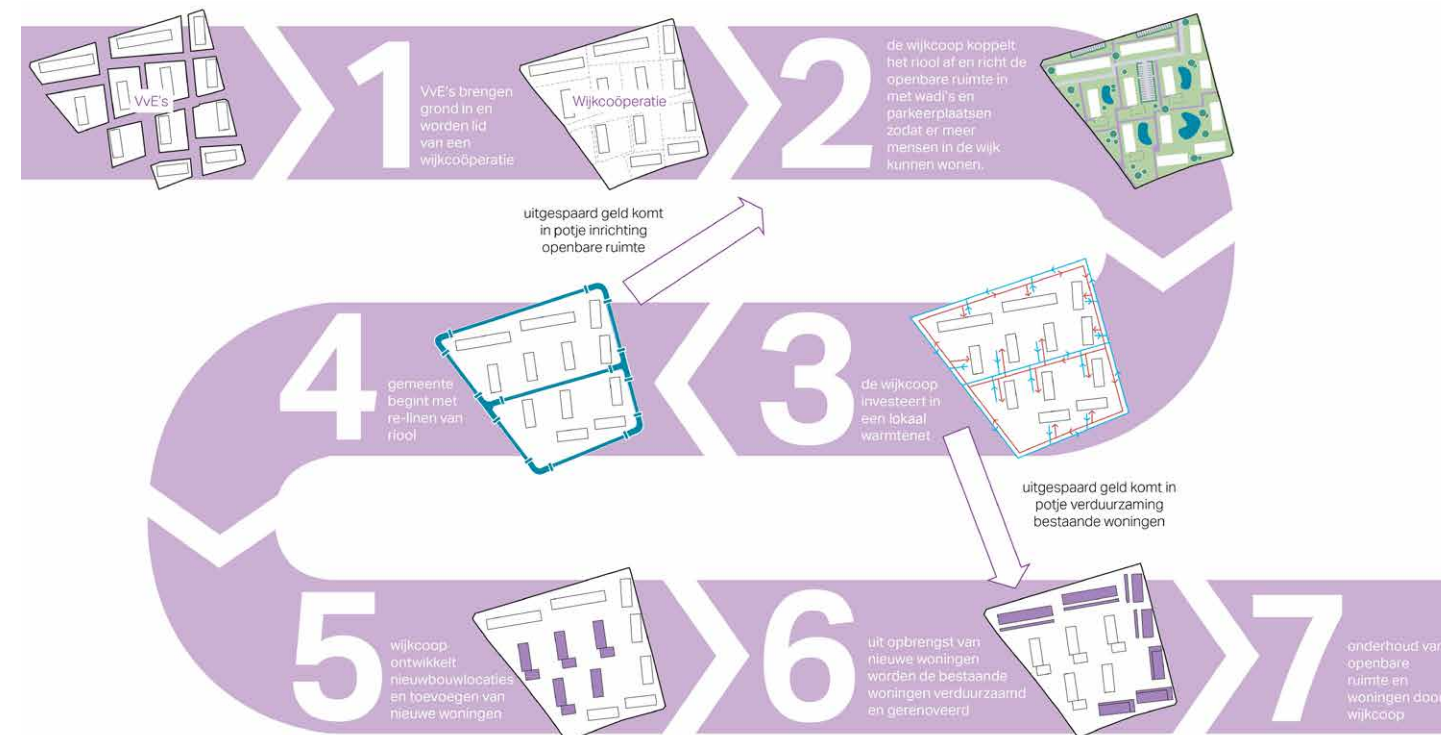 VvE's
1
VvE's brengen
grond in en
worden lid
van een
wijkcoöperatie
Wijkcoöperatie
2
de wijkcoop koppelt
het riool af en richt de
openbare ruimte in
met wadi's en
parkeerplaatsen
zodat er meer
mensen in de wijk
kunnen wonen.
uitgespaard geld komt
in potje inrichting
openbare ruimte
3
de wijkcoop
investeert in
een lokaal
warmtenet
uitgespaard geld komt in
potje verduurzaming
bestaande woningen
4
gemeente
begint met
re-linen van
riool
5
wijkcoop
ontwikkelt
nieuwbouwlocaties
en toevoegen van
nieuwe woningen
6
uit opbrengst van
nieuwe woningen
worden de bestaande
woningen verduurzaamd
en gerenoveerd
7
onderhoud van
openbare
ruimte en
woningen door
wijkcoop